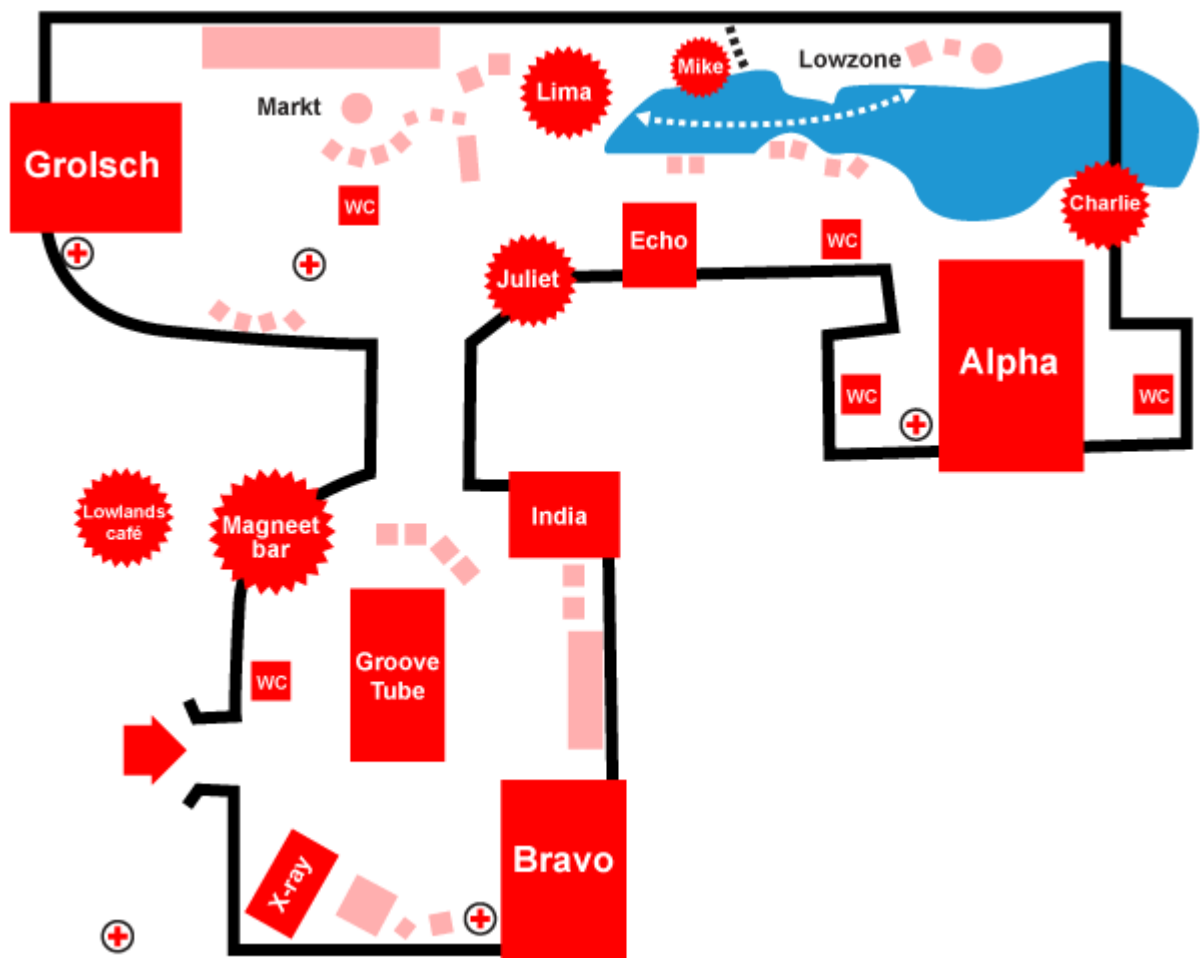 Mike
Lowzone
Lima
Markt
Grolsch
WC
Charlie
Echo
WC
Juliet
Alpha
WC
WC
Lowlands
café
Magneet
bar
India
Groove
Tube
WC
Bravo
X-ray